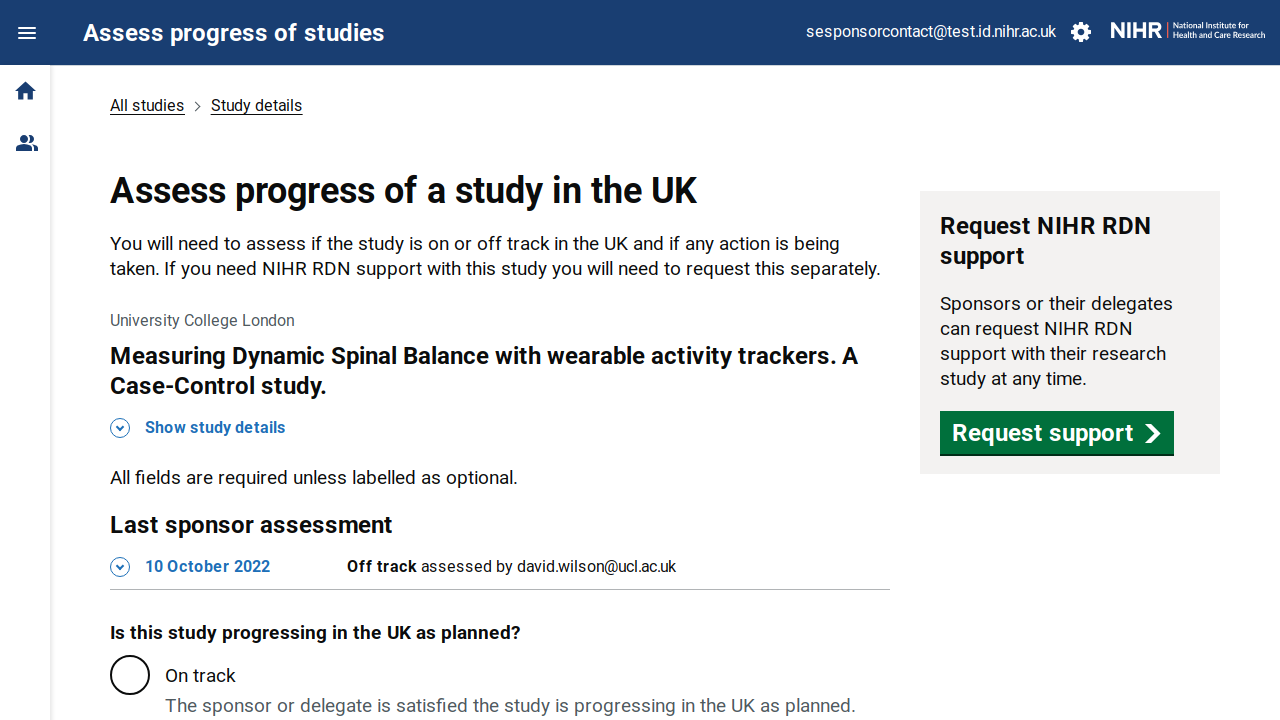 Assess progress of studies
sesponsorcontact@test.id.nihr.ac.uk
NIHR
National Institute for
Health and Care Research
All studies
Study details
Assess progress of a study in the UK
You will need to assess if the study is on or off track in the UK and if any action is being
taken. If you need NIHR RDN support with this study you will need to request this separately.
University College London
Measuring Dynamic Spinal Balance with wearable activity trackers. A
Case-Control study.
Show study details
All fields are required unless labelled as optional.
Last sponsor assessment
10 October 2022
Off track assessed by david.wilson@ucl.ac.uk
Is this study progressing in the UK as planned?
On track
The sponsor or delegate is satisfied the study is progressing in the UK as planned.
Request NIHR RDN
support
Sponsors or their delegates
can request NIHR RDN
support with their research
study at any time.
Request support